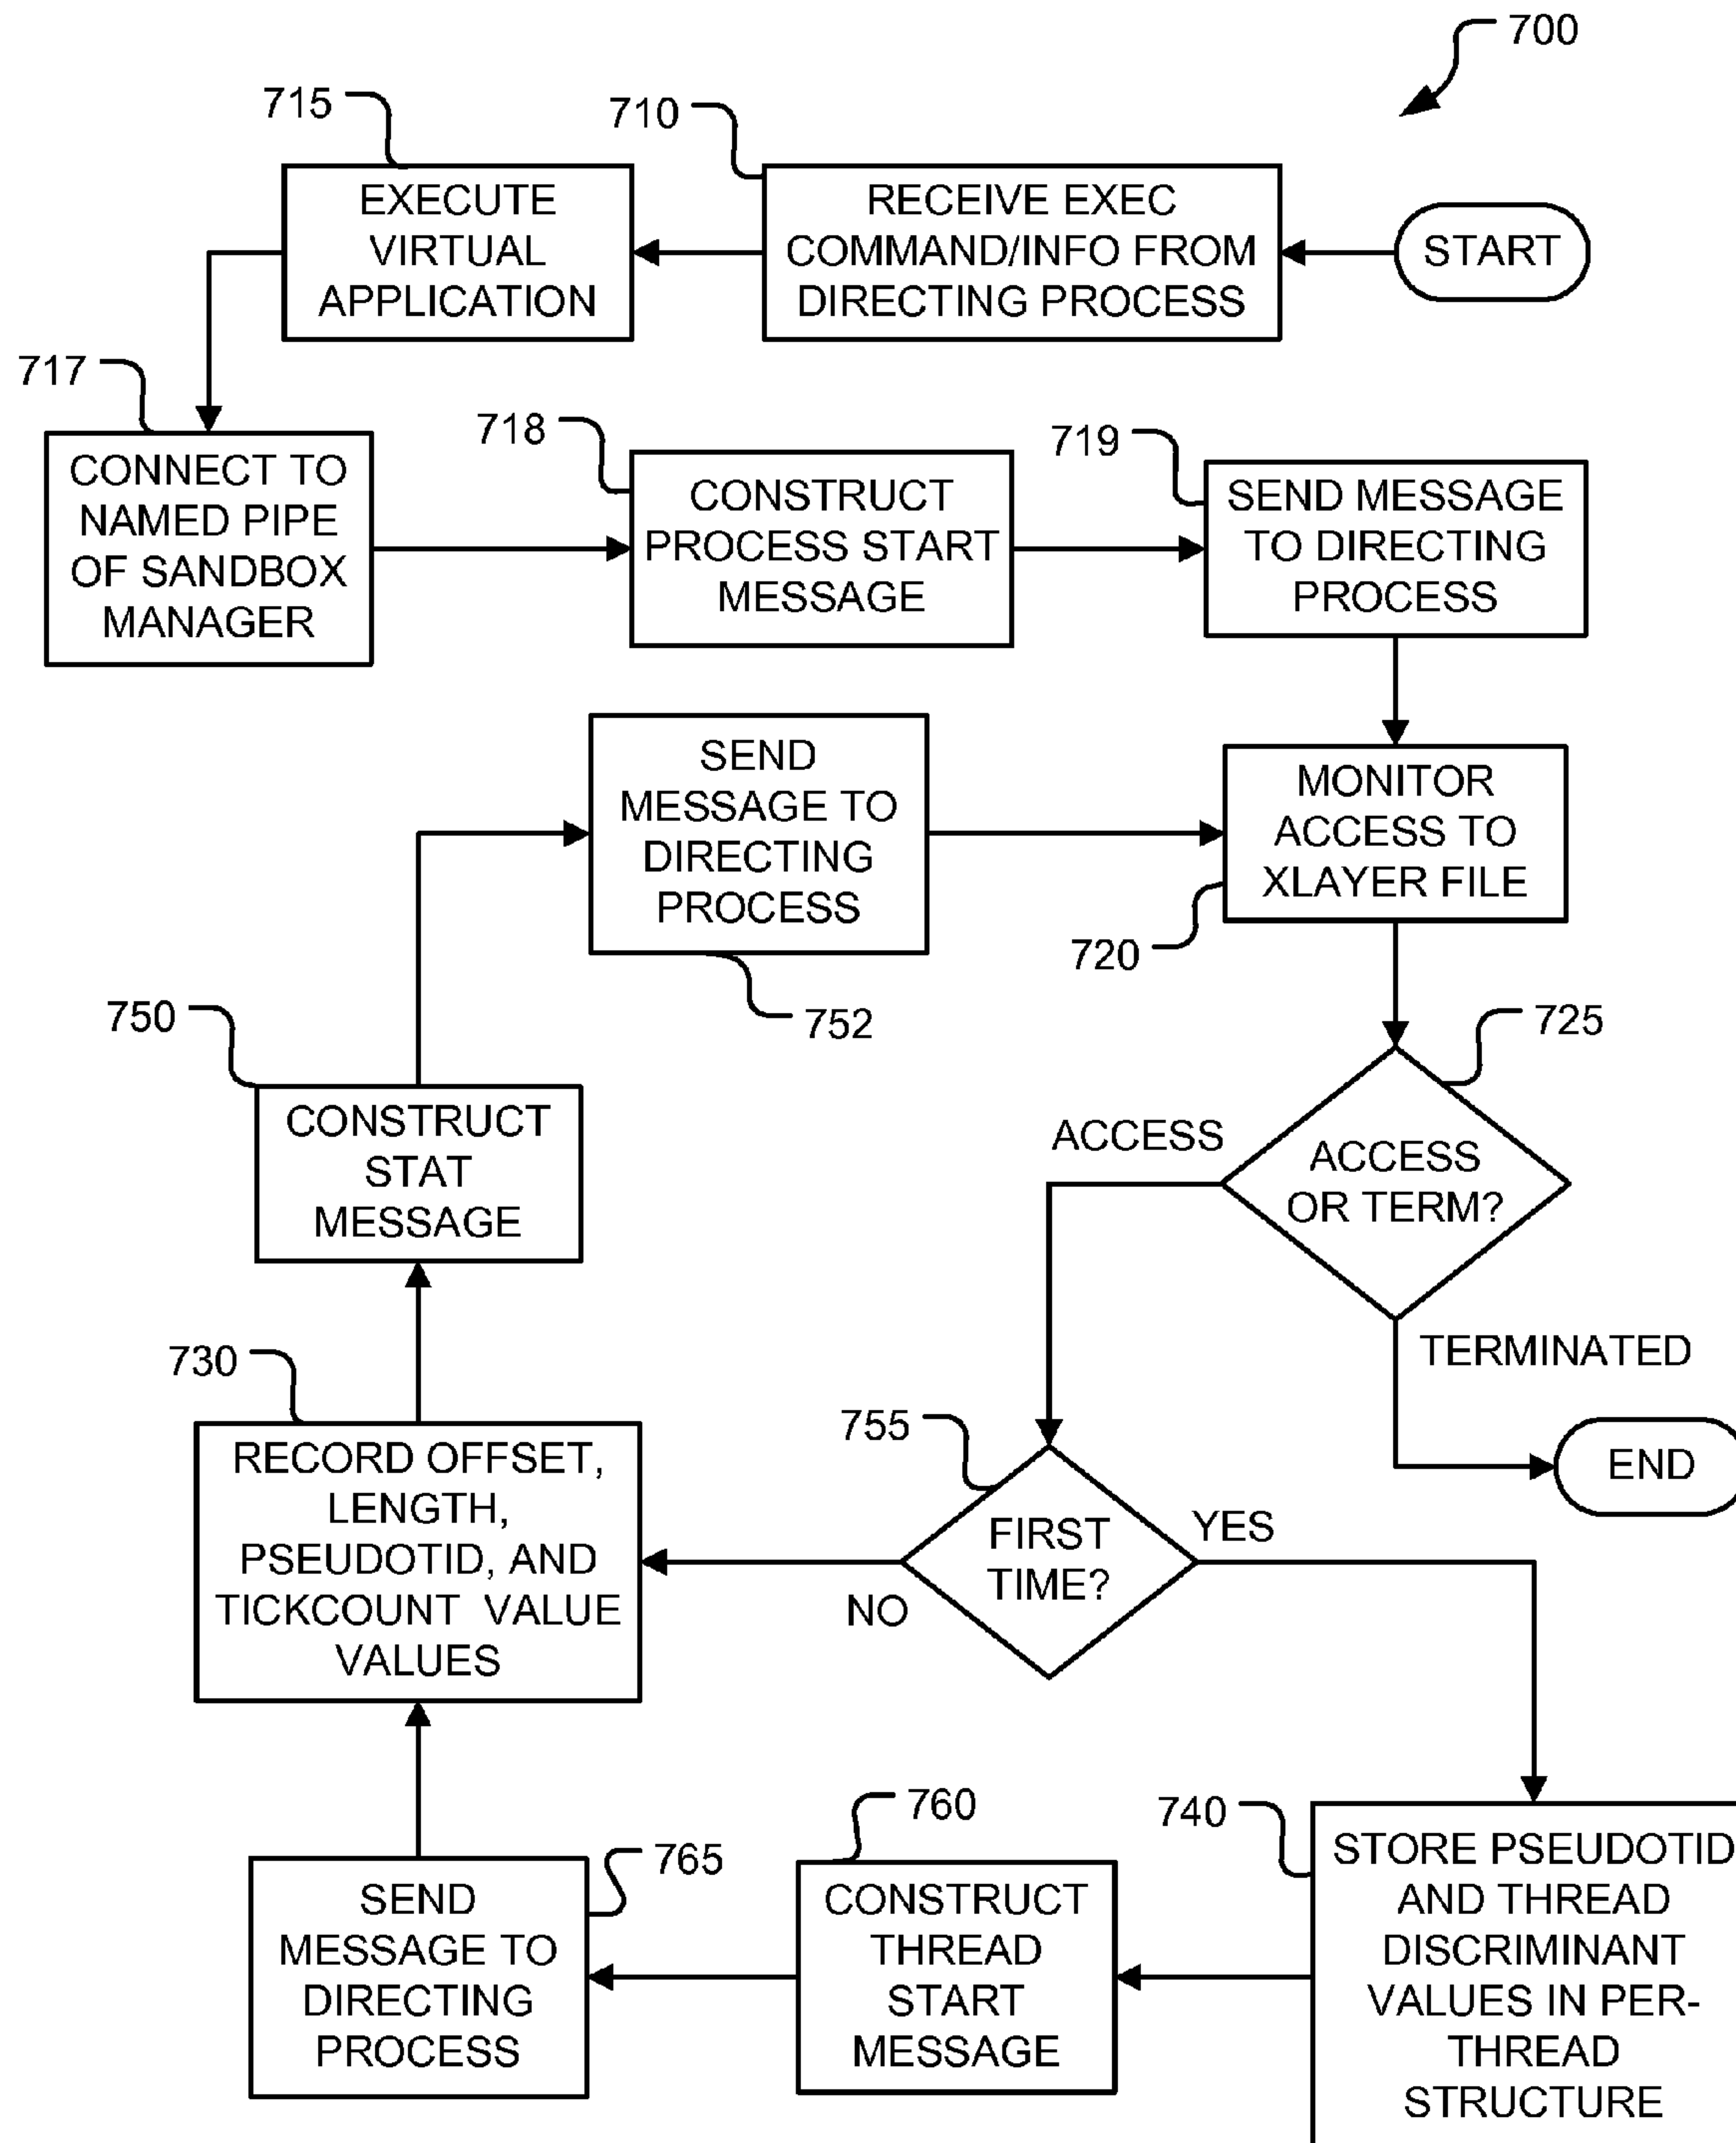 700
715
710
EXECUTE
VIRTUAL
APPLICATION
RECEIVE EXEC
COMMAND/INFO FROM
DIRECTING PROCESS
START
717
718
719
CONNECT TO
NAMED PIPE
OF SANDBOX
MANAGER
CONSTRUCT
PROCESS START
MESSAGE
SEND MESSAGE
TO DIRECTING
PROCESS
SEND
MESSAGE TO
DIRECTING
PROCESS
752
MONITOR
ACCESS TO
XLAYER FILE
720
750
725
CONSTRUCT
STAT
MESSAGE
ACCESS
ACCESS
OR TERM?
TERMINATED
END
730
755
RECORD OFFSET,
LENGTH,
PSEUDOTID, AND
TICKCOUNT VALUE
VALUES
FIRST
TIME?
YES
NO
765
760
740
SEND
MESSAGE TO
DIRECTING
PROCESS
CONSTRUCT
THREAD
START
MESSAGE
STORE PSEUDOTID
AND THREAD
DISCRIMINANT
VALUES IN PER-
THREAD
STRUCTURE